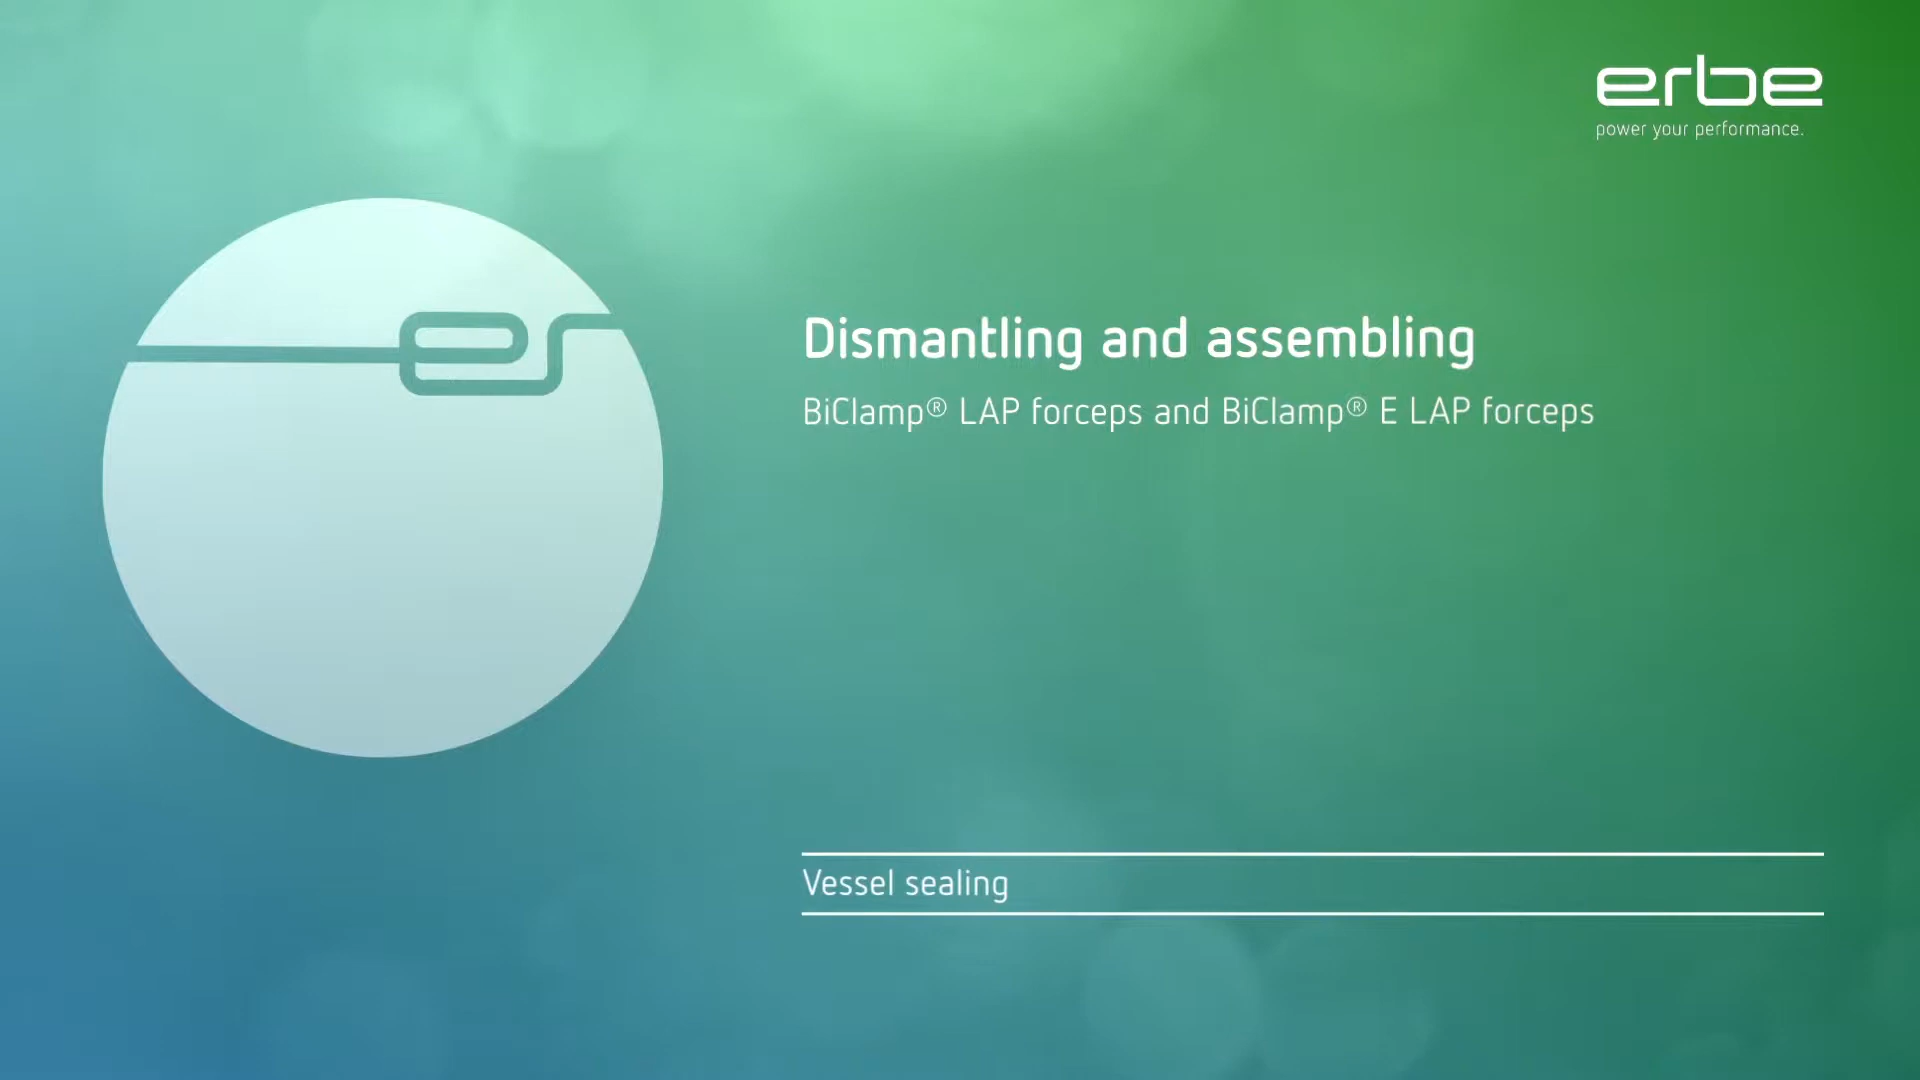 erbe
power your performance.
Dismantling and assembling
BiClamp® LAP forceps and BiClamp® E LAP forceps
Vessel sealing